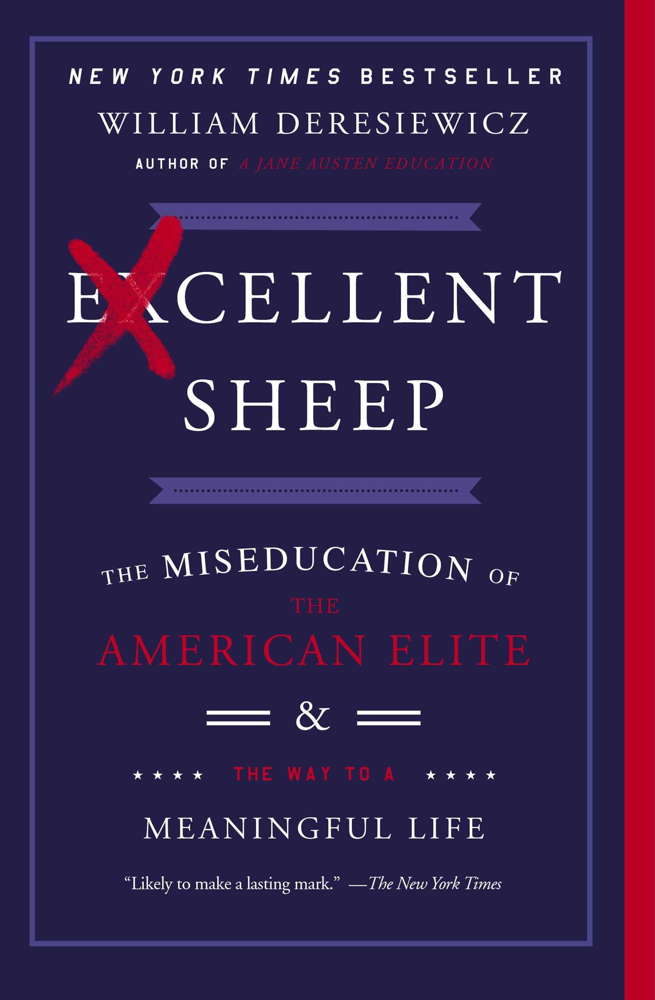 NEW YORK TIMES BESTSELLER
WILLIAM DERESIEWICZ
AUTHOR OF A JANE AUSTEN EDUCATION
EXCELLENT
SHEEP
THE MISEDUCATION OF
THE
AMERICAN ELITE
&
THE WAY TO A
MEANINGFUL LIFE
“Likely to make a lasting mark.” —The New York Times